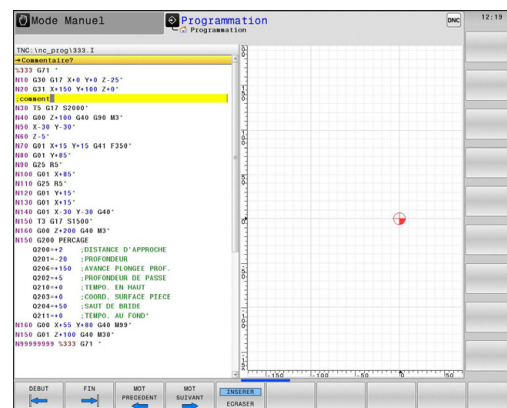 Mode Manuel
Programmation
Programmation
DNC
12:19
TNC:\nc_prog\333.I
→Commentaire?
%333 G71 *
N10 G30 G17 X+0 Y+0 Z-25*
N20 G31 X+150 Y+100 Z+0*
;comment
N30 T5 G17 S2000*
N40 G00 Z+100 G40 G90 M3*
N50 X-30 Y-30*
N60 Z-5*
N70 G01 X+15 Y+15 G41 F350*
N80 G01 Y+85*
N90 G25 R5*
N100 G01 X+85*
N110 G25 R5*
N120 G01 Y+15*
N130 G01 X+15*
N140 G01 X-30 Y-30 G40*
N150 T3 G17 S1500*
N160 G00 Z+200 G40 M3*
N150 G200 PERCAGE
Q200=+2 ;DISTANCE D'APPROCHE
Q201=-20 ;PROFONDEUR
Q206=+150 ;AVANCE PLONGEE PROF.
Q202=+5 ;PROFONDEUR DE PASSE
Q210=+0 ;TEMPO. EN HAUT
Q203=+0 ;COORD. SURFACE PIECE
Q204=+50 ;SAUT DE BRIDE
Q211=+0 ;TEMPO. AU FOND*
N160 G00 X+55 Y+80 G40 M99*
N150 G01 Z+100 G40 M30*
N99999999 %333 G71 *
-150
-100
-50
0
50
DEBUT
FIN
MOT PRECEDENT
MOT SUIVANT
INSERER
ECRASER